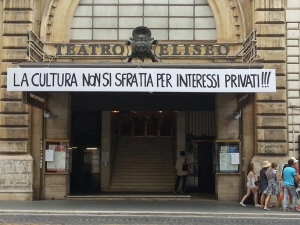 TEATRO ELISEO
LA CULTURA NON SI SFRATTA PER INTERESSI PRIVATI!!!